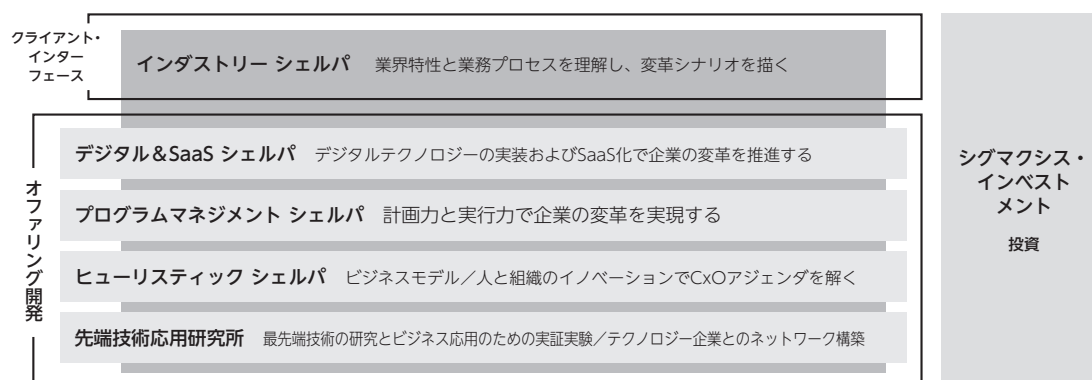 クライアント・
インター
フェース
インダストリー シェルパ 業界特性と業務プロセスを理解し、変革シナリオを描く
オファリング開発
デジタル&SaaS シェルパ デジタルテクノロジーの実装およびSaaS化で企業の変革を推進する
プログラムマネジメント シェルパ 計画力と実行力で企業の変革を実現する
ヒューリスティック シェルパ ビジネスモデル／人と組織のイノベーションでCxOアジェンダを解く
先端技術応用研究所 最先端技術の研究とビジネス応用のための実証実験／テクノロジー企業とのネットワーク構築
シグマクシス・
インベスト
メント
投資